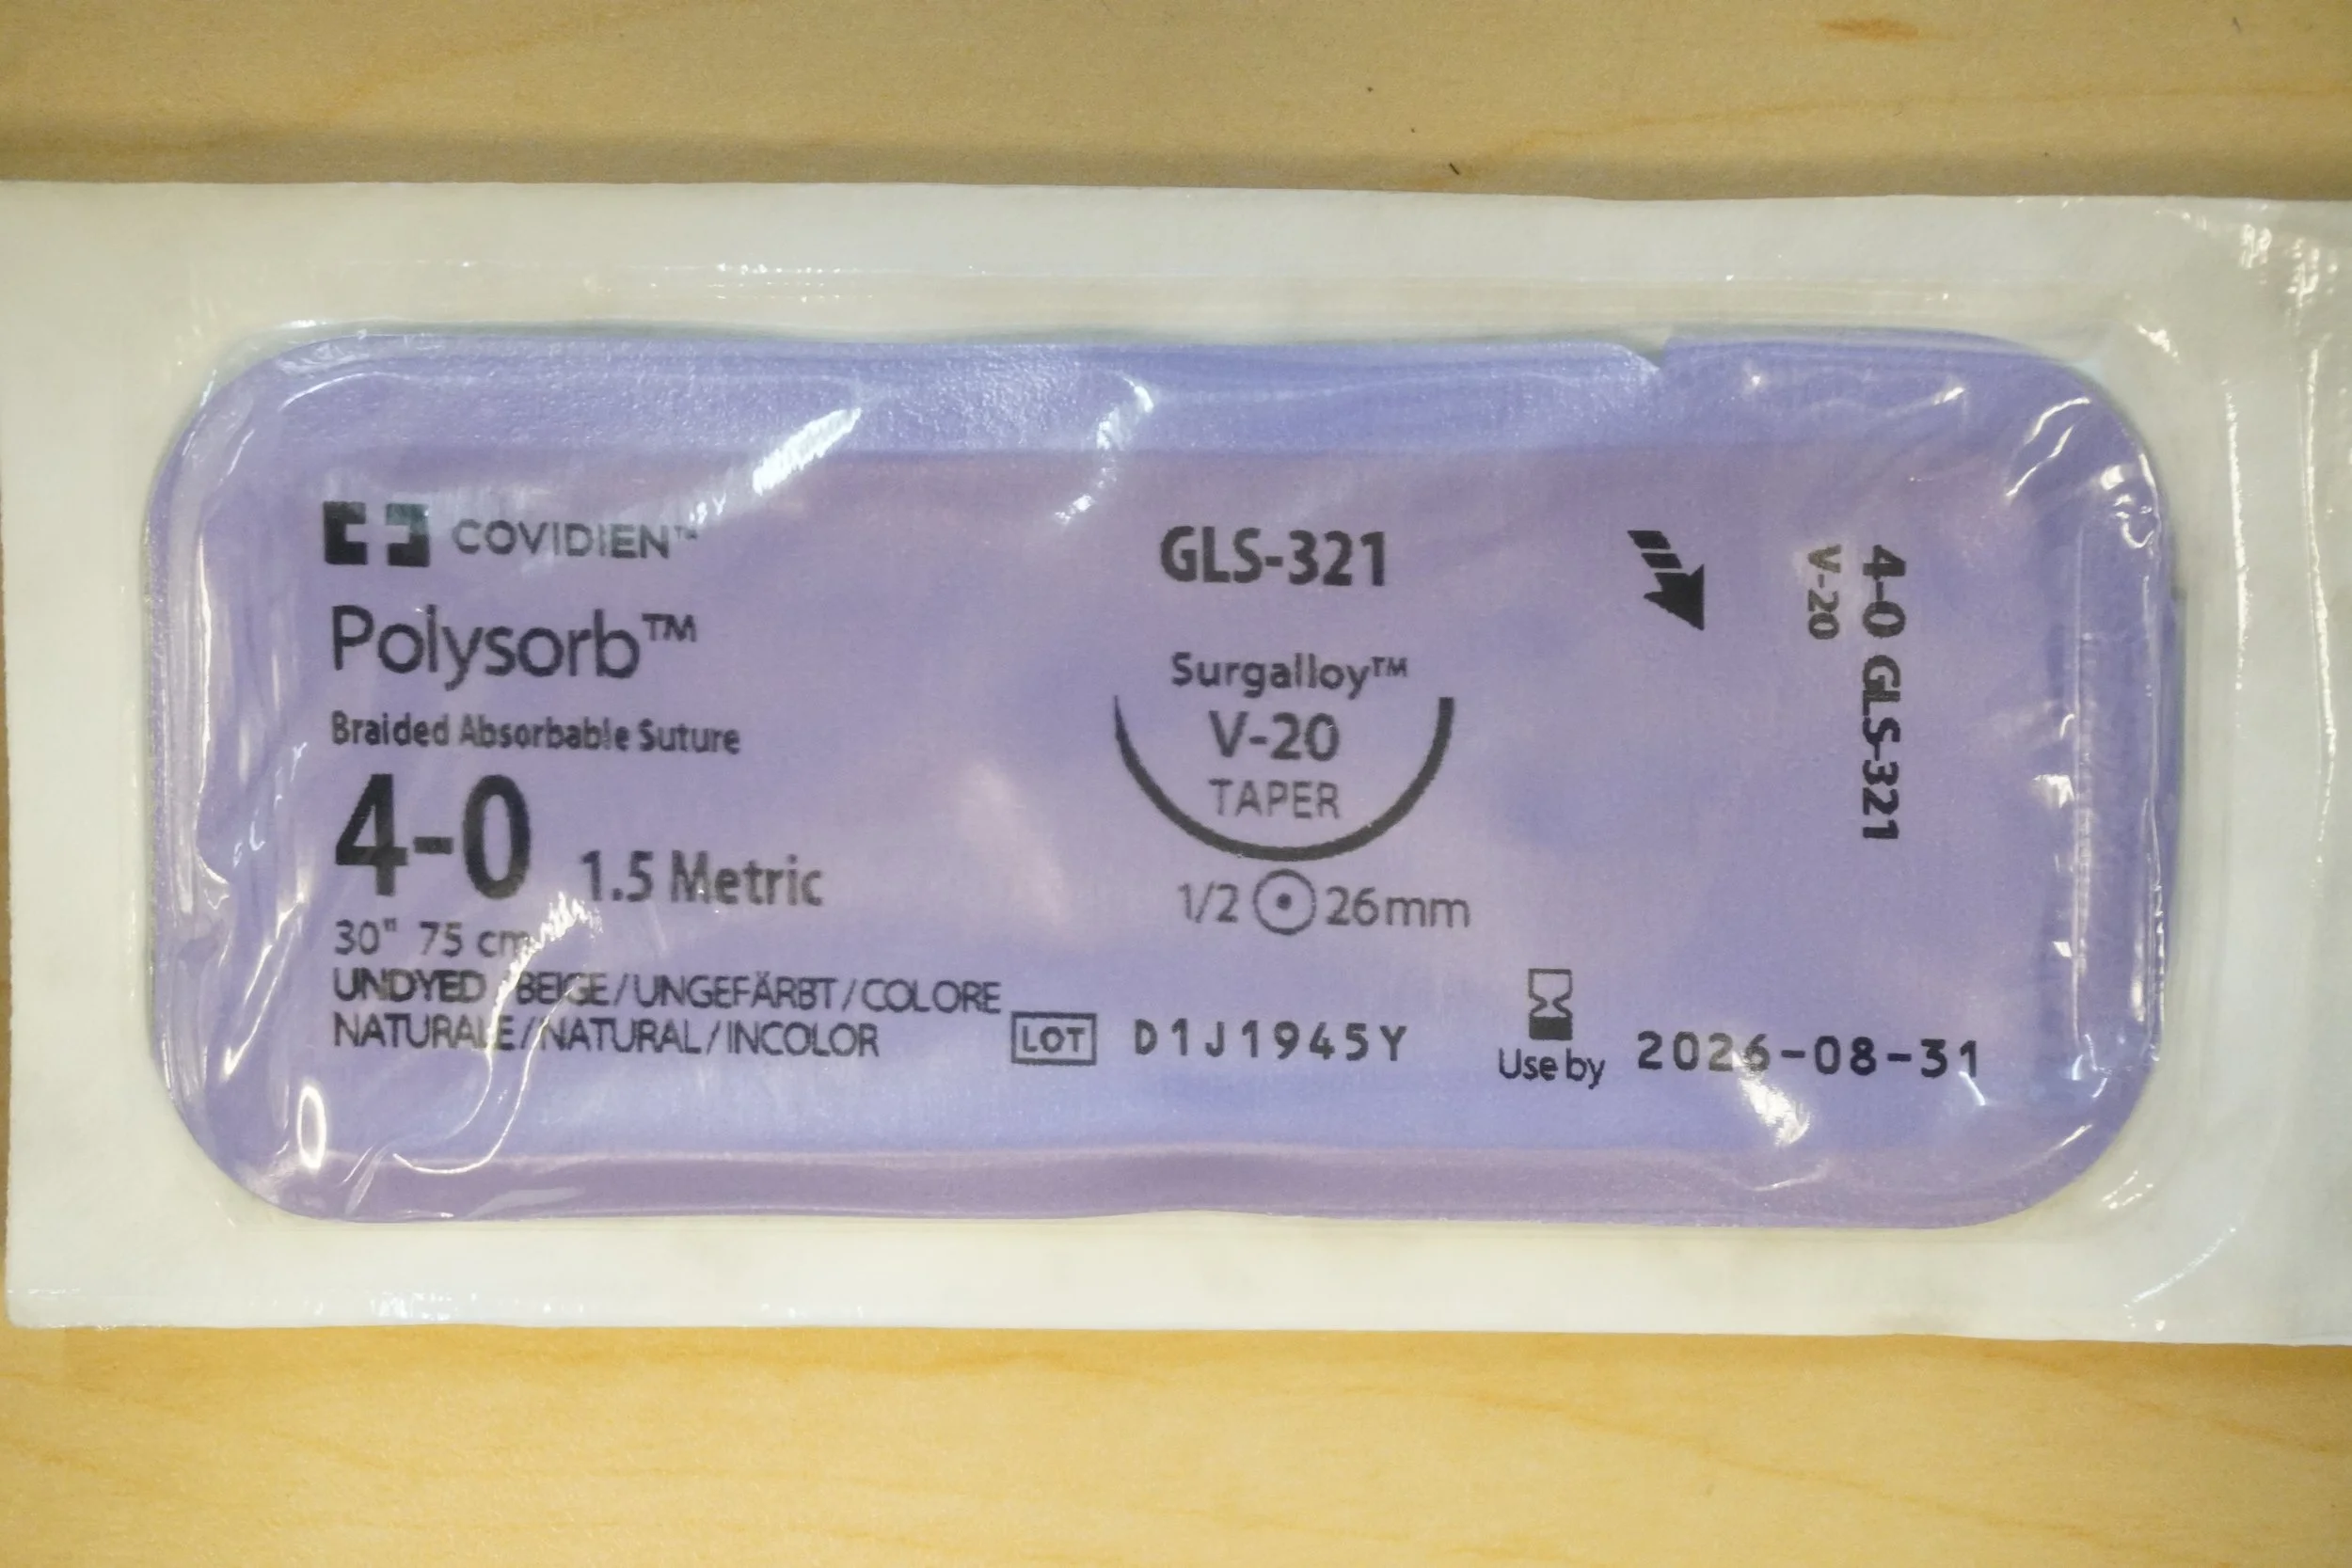 COVIDIEN™
Polysorb™
Braided Absorbable Suture
4-0 1.5 Metric
30" 75 cm
UNDYED / BEIGE / UNGEFÄRBT / COLORE
NATURALE / NATURAL / INCOLOR
GLS-321
Surgalloy™
V-20
TAPER
1/2 26mm
LOT D1J1945Y
Use by 2026-08-31
4-0 GLS-321
V-20